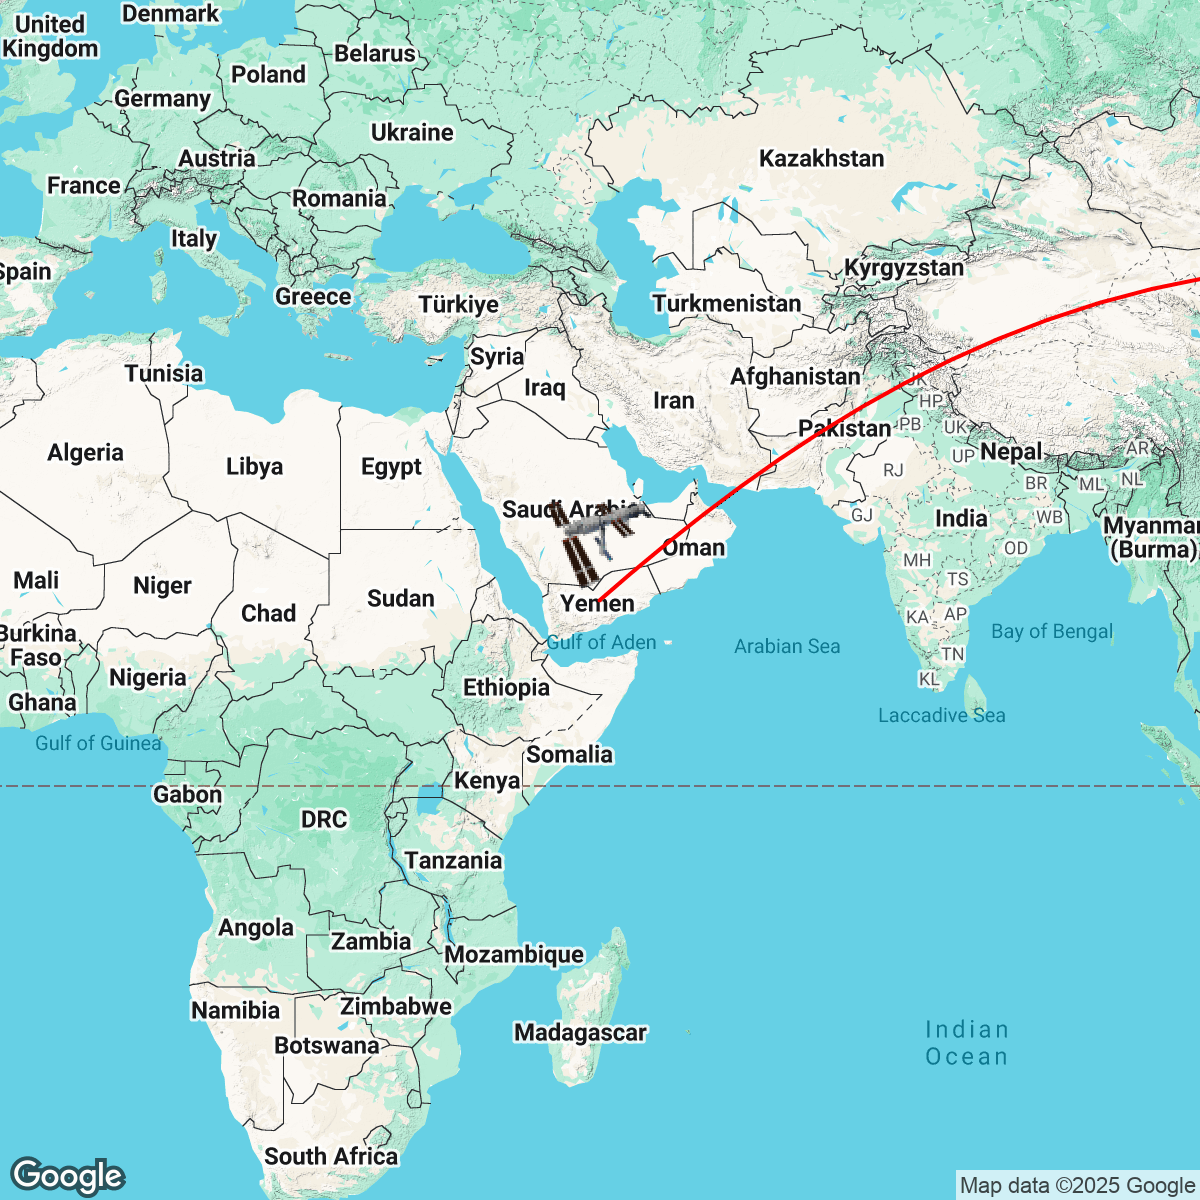 Denmark
United
Kingdom
Belarus
Poland
Germany
Ukraine
Austria
Kazakhstan
France
Romania
Italy
Spain
Kyrgyzstan
Greece
Türkiye
Turkmenistan
Syria
Tunisia
Afghanistan
JK
Iraq
Iran
HP
Pakistan
PB
UK
Algeria
Nepal
AR
UP
Libya
Egypt
RJ
NL
BR
ML
Saudi Arabia
GJ
India
WB
Myanmar
(Burma)
Oman
OD
MH
TS
Mali
Niger
Chad
Sudan
Yemen
KA
AP
Burkina
Faso
Gulf of Aden
Arabian Sea
Bay of Bengal
TN
Nigeria
Ethiopia
KL
Ghana
Laccadive Sea
Gulf of Guinea
Somalia
Kenya
Gabon
DRC
Tanzania
Angola
Zambia
Mozambique
Namibia
Zimbabwe
Madagascar
Indian
Ocean
Botswana
South Africa
Google
Map data ©2025 Google